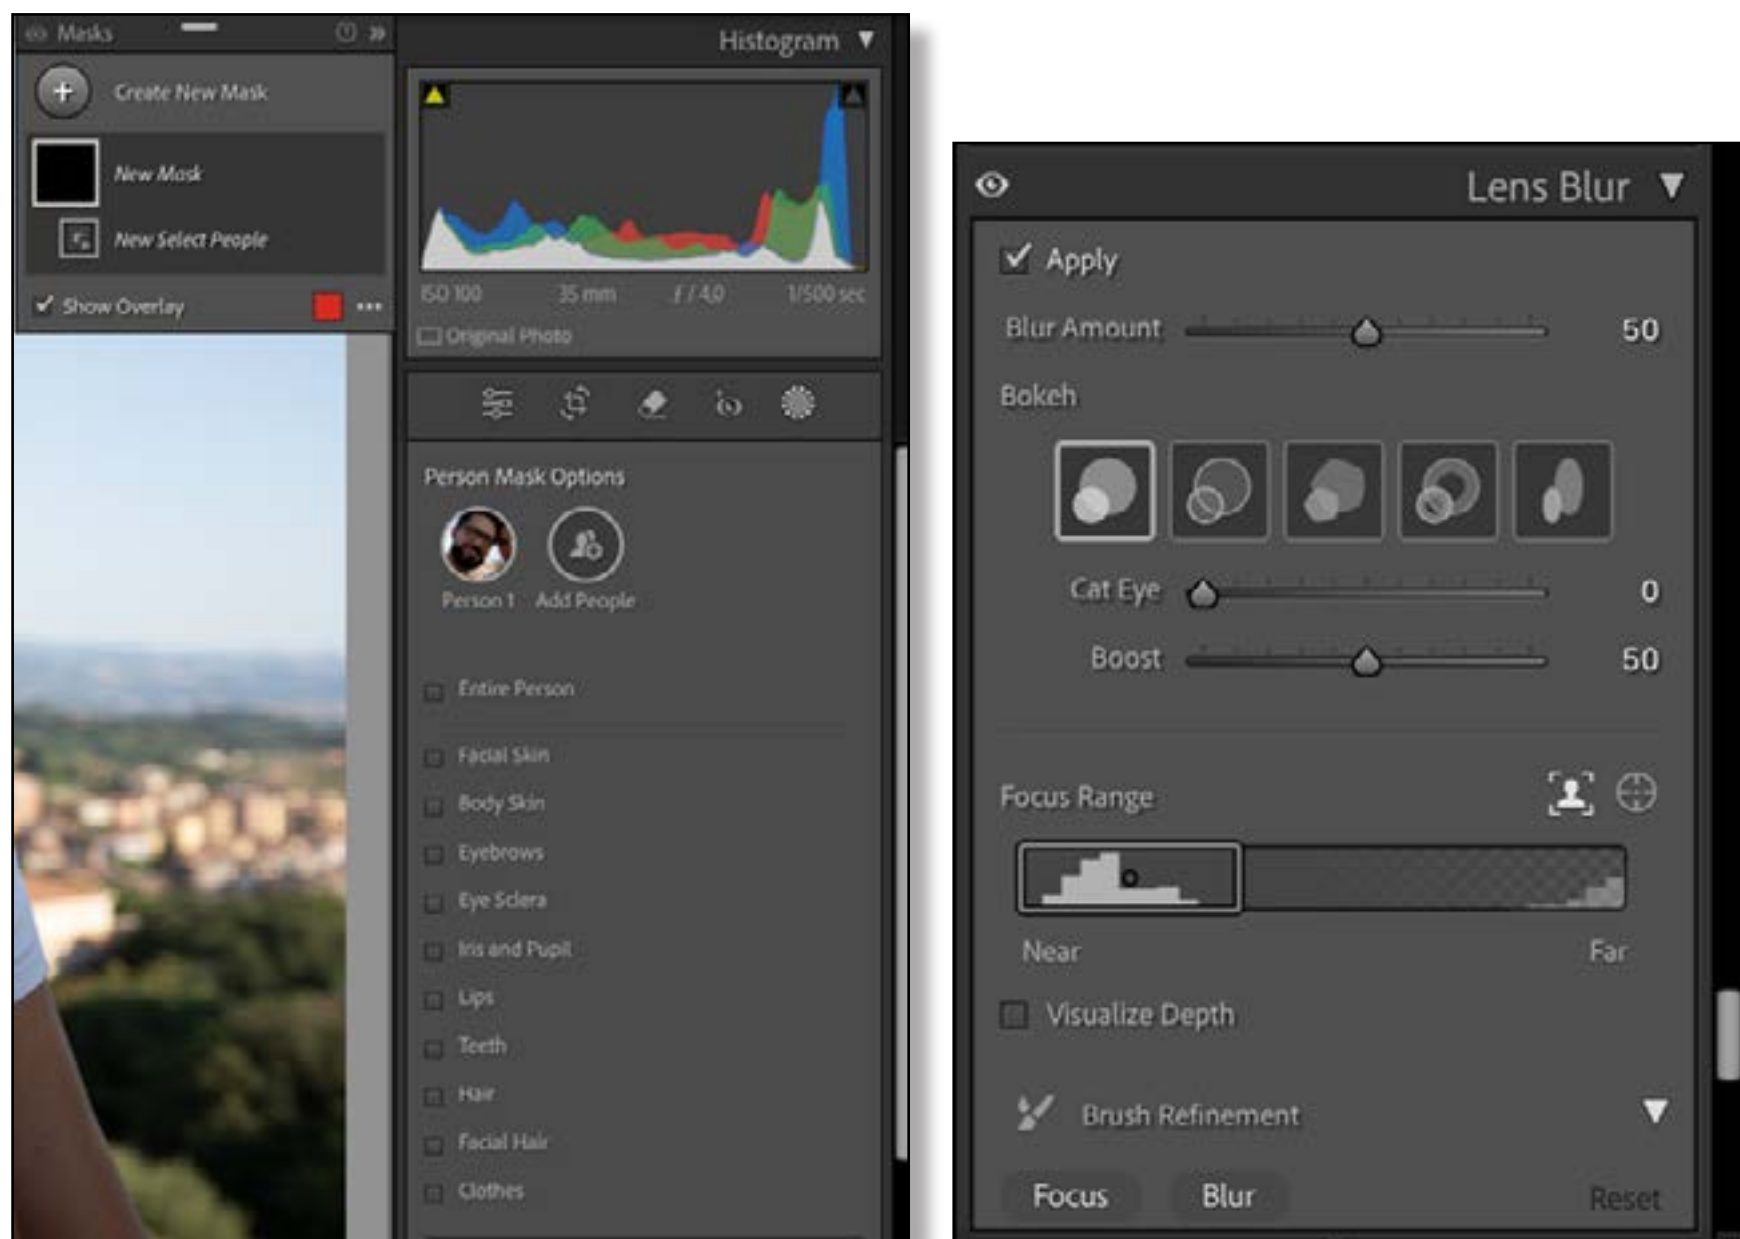 Masks
Create New Mask
New Mask
New Select People
Show Overlay
Histogram
ISO 100 35 mm f / 4,0 1/500 sec
Original Photo
Person Mask Options
Person 1 Add People
Entire Person
Facial Skin
Body Skin
Eyebrows
Eye Sclera
Iris and Pupil
Lips
Teeth
Hair
Facial Hair
Clothes
Lens Blur
Apply
Blur Amount 50
Bokeh
Cat Eye 0
Boost 50
Focus Range
Near Far
Visualize Depth
Brush Refinement
Focus Blur Reset